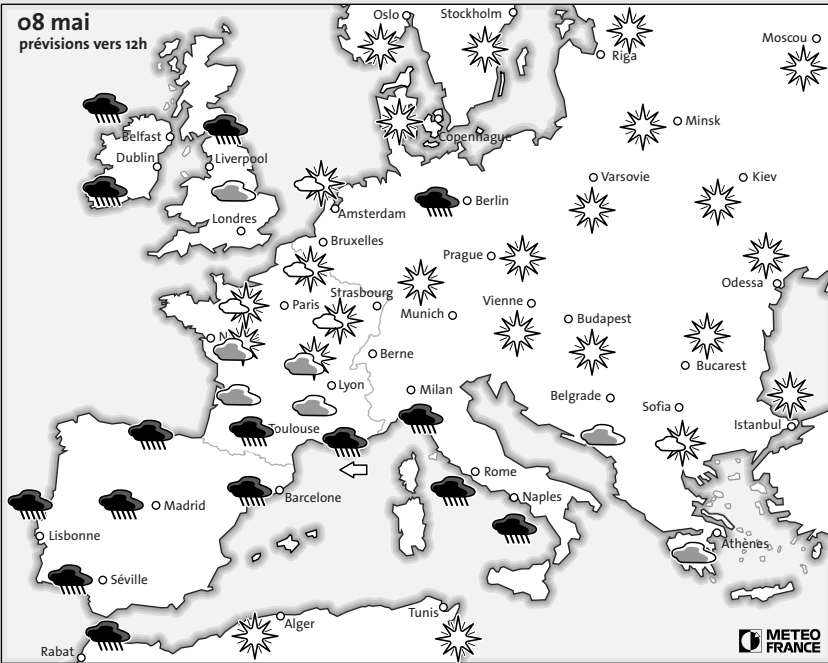 08 mai
prévisions vers 12h
Oslo
Stockholm
Moscou
Riga
Minsk
Belfast
Copenhague
Dublin
Liverpool
Varsovie
Kiev
Berlin
Amsterdam
Londres
Bruxelles
Prague
Odessa
Strasbourg
Paris
Vienne
Munich
Budapest
Berne
Bucarest
Lyon
Milan
Belgrade
Sofia
Istanbul
Toulouse
Rome
Barcelone
Naples
Madrid
Lisbonne
Athènes
Séville
Tunis
Alger
Rabat
METEO
FRANCE